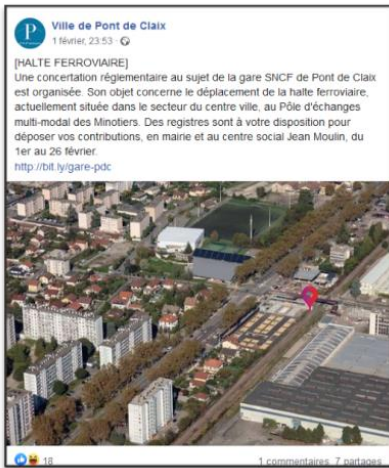 Ville de Pont de Claix
1 février, 23:53 ·
[HALTE FERROVIAIRE]
Une concertation réglementaire au sujet de la gare SNCF de Pont de Claix
est organisée. Son objet concerne le déplacement de la halte ferroviaire,
actuellement située dans le secteur du centre ville, au Pôle d'échanges
multi-modal des Minotiers. Des registres sont à votre disposition pour
déposer vos contributions, en mairie et au centre social Jean Moulin, du
1er au 26 février.
http://bit.ly/gare-pdc
18
1 commentaires 7 partages